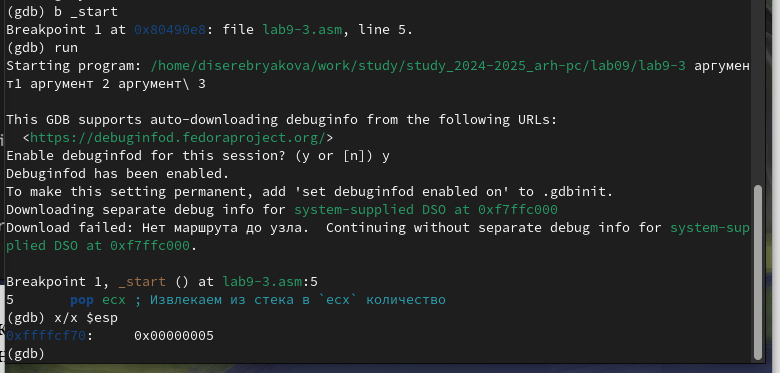 (gdb) b _start
Breakpoint 1 at 0x80490e8: file lab9-3.asm, line 5.
(gdb) run
Starting program: /home/diserebryakova/work/study/study_2024-2025_arh-pc/lab09/lab9-3 аргумен
т1 аргумент 2 аргумент\ 3

This GDB supports auto-downloading debuginfo from the following URLs:
  <https://debuginfod.fedoraproject.org/>
Enable debuginfod for this session? (y or [n]) y
Debuginfod has been enabled.
To make this setting permanent, add 'set debuginfod enabled on' to .gdbinit.
Downloading separate debug info for system-supplied DSO at 0xf7ffc000
Download failed: Нет маршрута до узла.  Continuing without separate debug info for system-sup
plied DSO at 0xf7ffc000.

Breakpoint 1, _start () at lab9-3.asm:5
5       pop ecx ; Извлекаем из стека в `ecx` количество
(gdb) x/x $esp
0xffffcf70:     0x00000005
(gdb)